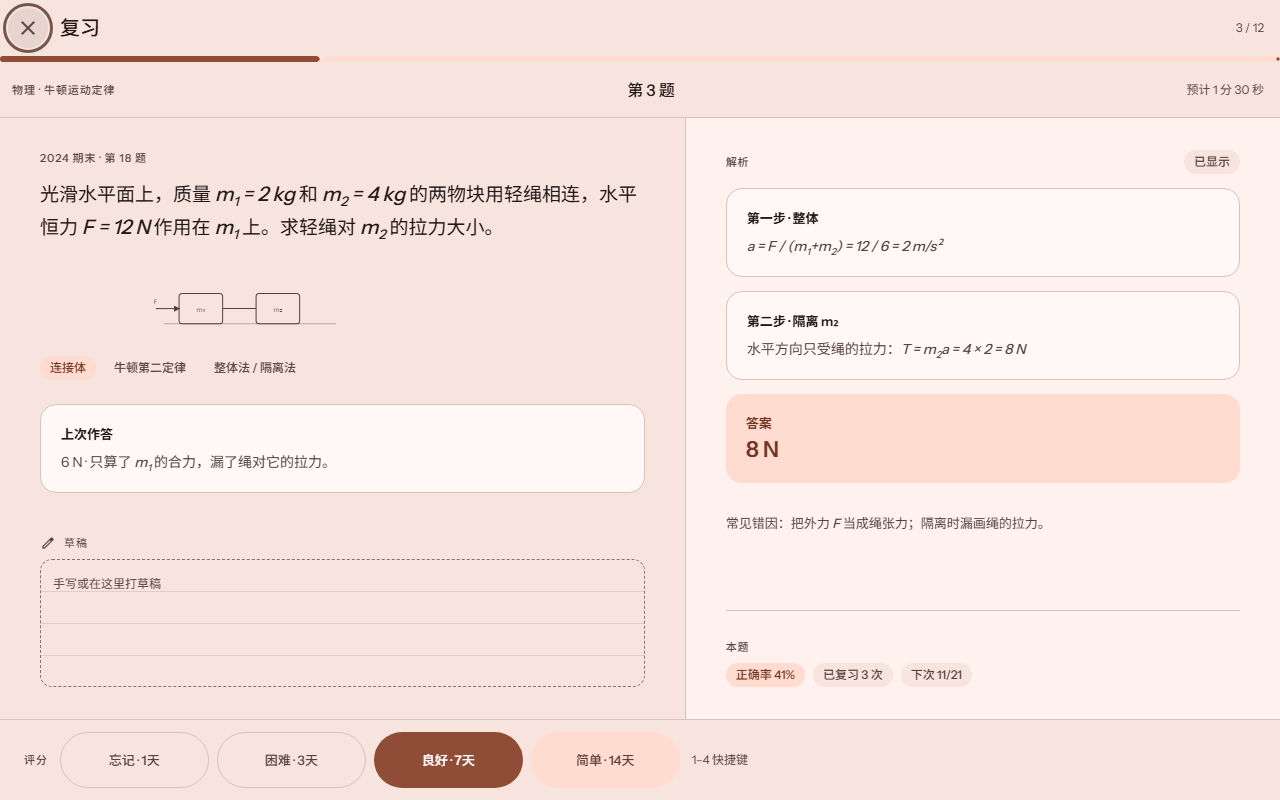 复习
3 / 12
物理 · 牛顿运动定律
第 3 题
预计 1 分 30 秒
2024 期末 · 第 18 题
光滑水平面上，质量 m₁ = 2 kg 和 m₂ = 4 kg 的两物块用轻绳相连，水平
恒力 F = 12 N 作用在 m₁ 上。求轻绳对 m₂ 的拉力大小。
F
m₁
m₂
连接体
牛顿第二定律
整体法 / 隔离法
上次作答
6 N · 只算了 m₁ 的合力，漏了绳对它的拉力。
草稿
手写或在这里打草稿
解析
已显示
第一步 · 整体
a = F / (m₁+m₂) = 12 / 6 = 2 m/s²
第二步 · 隔离 m₂
水平方向只受绳的拉力：T = m₂a = 4 × 2 = 8 N
答案
8 N
常见错因：把外力 F 当成绳张力；隔离时漏画绳的拉力。
本题
正确率 41%
已复习 3 次
下次 11/21
评分
忘记 · 1天
困难 · 3天
良好 · 7天
简单 · 14天
1–4 快捷键